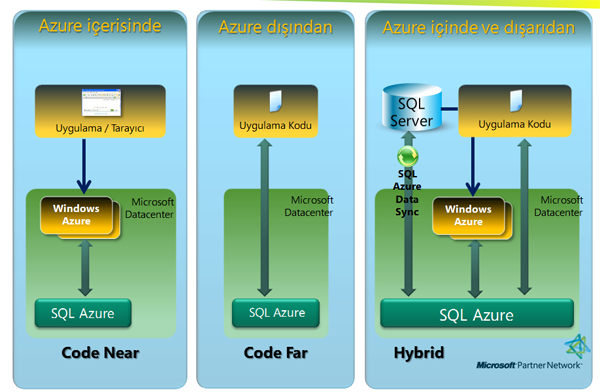 Azure içerisinde
Uygulama / Tarayıcı
Microsoft
Datacenter
Windows
Azure
SQL Azure
Code Near
Azure dışından
Uygulama Kodu
Microsoft
Datacenter
SQL Azure
Code Far
Azure içinde ve dışarıdan
SQL
Server
Uygulama Kodu
SQL
Azure
Data
Sync
Microsoft
Datacenter
Windows
Azure
SQL Azure
Hybrid
Microsoft Partner Network